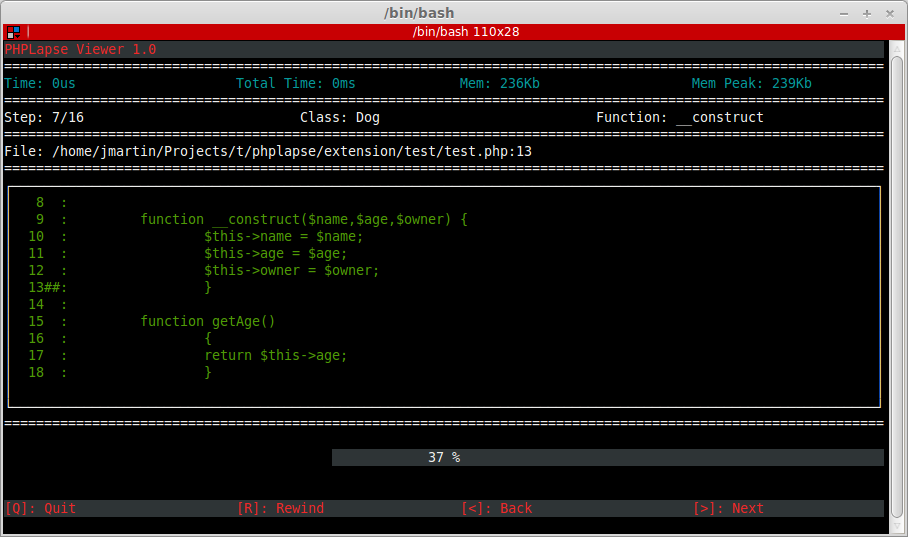 /bin/bash
/bin/bash 110x28
PHPLapse Viewer 1.0
==============================================================================================================
Time: 0us Total Time: 0ms Mem: 236Kb Mem Peak: 239Kb
==============================================================================================================
Step: 7/16 Class: Dog Function: __construct
==============================================================================================================
File: /home/jmartin/Projects/t/phplapse/extension/test/test.php:13
==============================================================================================================
8 :
9 : function __construct($name,$age,$owner) {
10 : $this->name = $name;
11 : $this->age = $age;
12 : $this->owner = $owner;
13##: }
14 :
15 : function getAge()
16 : {
17 : return $this->age;
18 : }
==============================================================================================================
37 %
[Q]: Quit [R]: Rewind [<]: Back [>]: Next